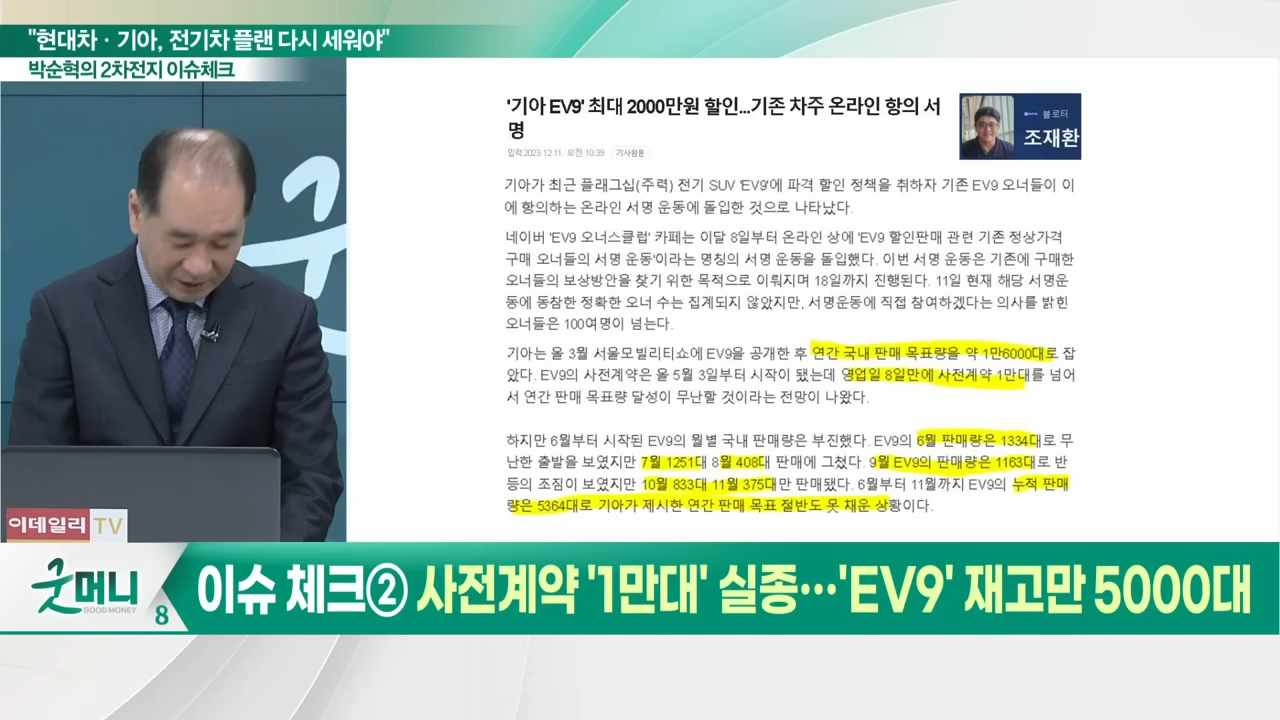 "현대차·기아, 전기차 플랜 다시 세워야"
박순혁의 2차전지 이슈체크
'기아 EV9' 최대 2000만원 할인...기존 차주 온라인 항의 서
명
입력 2023.12.11. 오전 10:39 기사원문
블로터
조재환
기아가 최근 플래그십(주력) 전기 SUV 'EV9'에 파격 할인 정책을 취하자 기존 EV9 오너들이 이
에 항의하는 온라인 서명 운동에 돌입한 것으로 나타났다.
네이버 'EV9 오너스클럽' 카페는 이달 8일부터 온라인 상에 'EV9 할인판매 관련 기존 정상가격
구매 오너들의 서명 운동'이라는 명칭의 서명 운동을 돌입했다. 이번 서명 운동은 기존에 구매한
오너들의 보상방안을 찾기 위한 목적으로 이뤄지며 18일까지 진행된다. 11일 현재 해당 서명운
동에 동참한 정확한 오너 수는 집계되지 않았지만, 서명운동에 직접 참여하겠다는 의사를 밝힌
오너들은 100여명이 넘는다.
기아는 올 3월 서울모빌리티쇼에 EV9을 공개한 후 연간 국내 판매 목표량을 약 1만6000대로 잡
았다. EV9의 사전계약은 올 5월 3일부터 시작이 됐는데 영업일 8일만에 사전계약 1만대를 넘어
서 연간 판매 목표량 달성이 무난할 것이라는 전망이 나왔다.
하지만 6월부터 시작된 EV9의 월별 국내 판매량은 부진했다. EV9의 6월 판매량은 1334대로 무
난한 출발을 보였지만 7월 1251대 8월 408대 판매에 그쳤다. 9월 EV9의 판매량은 1163대로 반
등의 조짐이 보였지만 10월 833대 11월 375대만 판매됐다. 6월부터 11월까지 EV9의 누적 판매
량은 5364대로 기아가 제시한 연간 판매 목표 절반도 못 채운 상황이다.
이데일리 TV
굿머니
GOOD MONEY
8
이슈 체크② 사전계약 '1만대' 실종…'EV9' 재고만 5000대